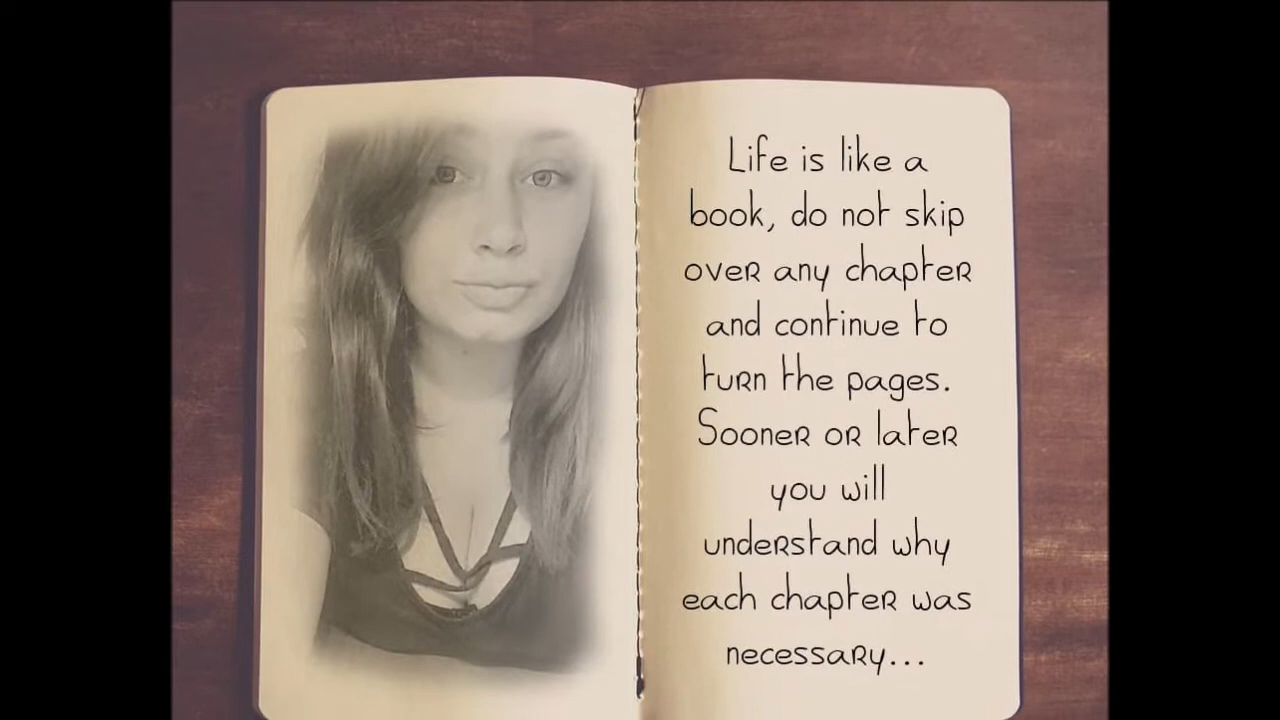 Life is like a
book, do not skip
over any chapter
and continue to
turn the pages.
Sooner or later
you will
understand why
each chapter was
necessary...